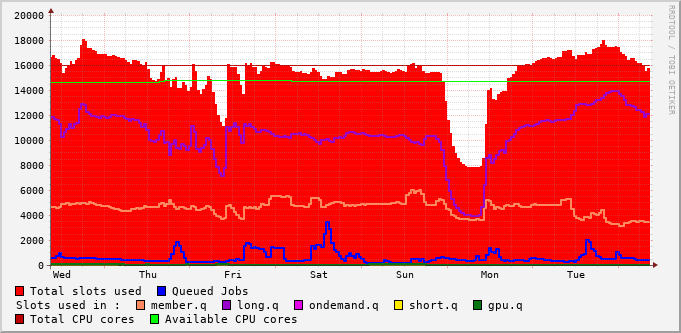 20000
18000
16000
14000
12000
10000
8000
6000
4000
2000
0
Wed Thu Fri Sat Sun Mon Tue
Total slots used Queued Jobs
Slots used in : member.q long.q ondemand.q short.q gpu.q
Total CPU cores Available CPU cores
RRDTOOL / TOBI OETIKER